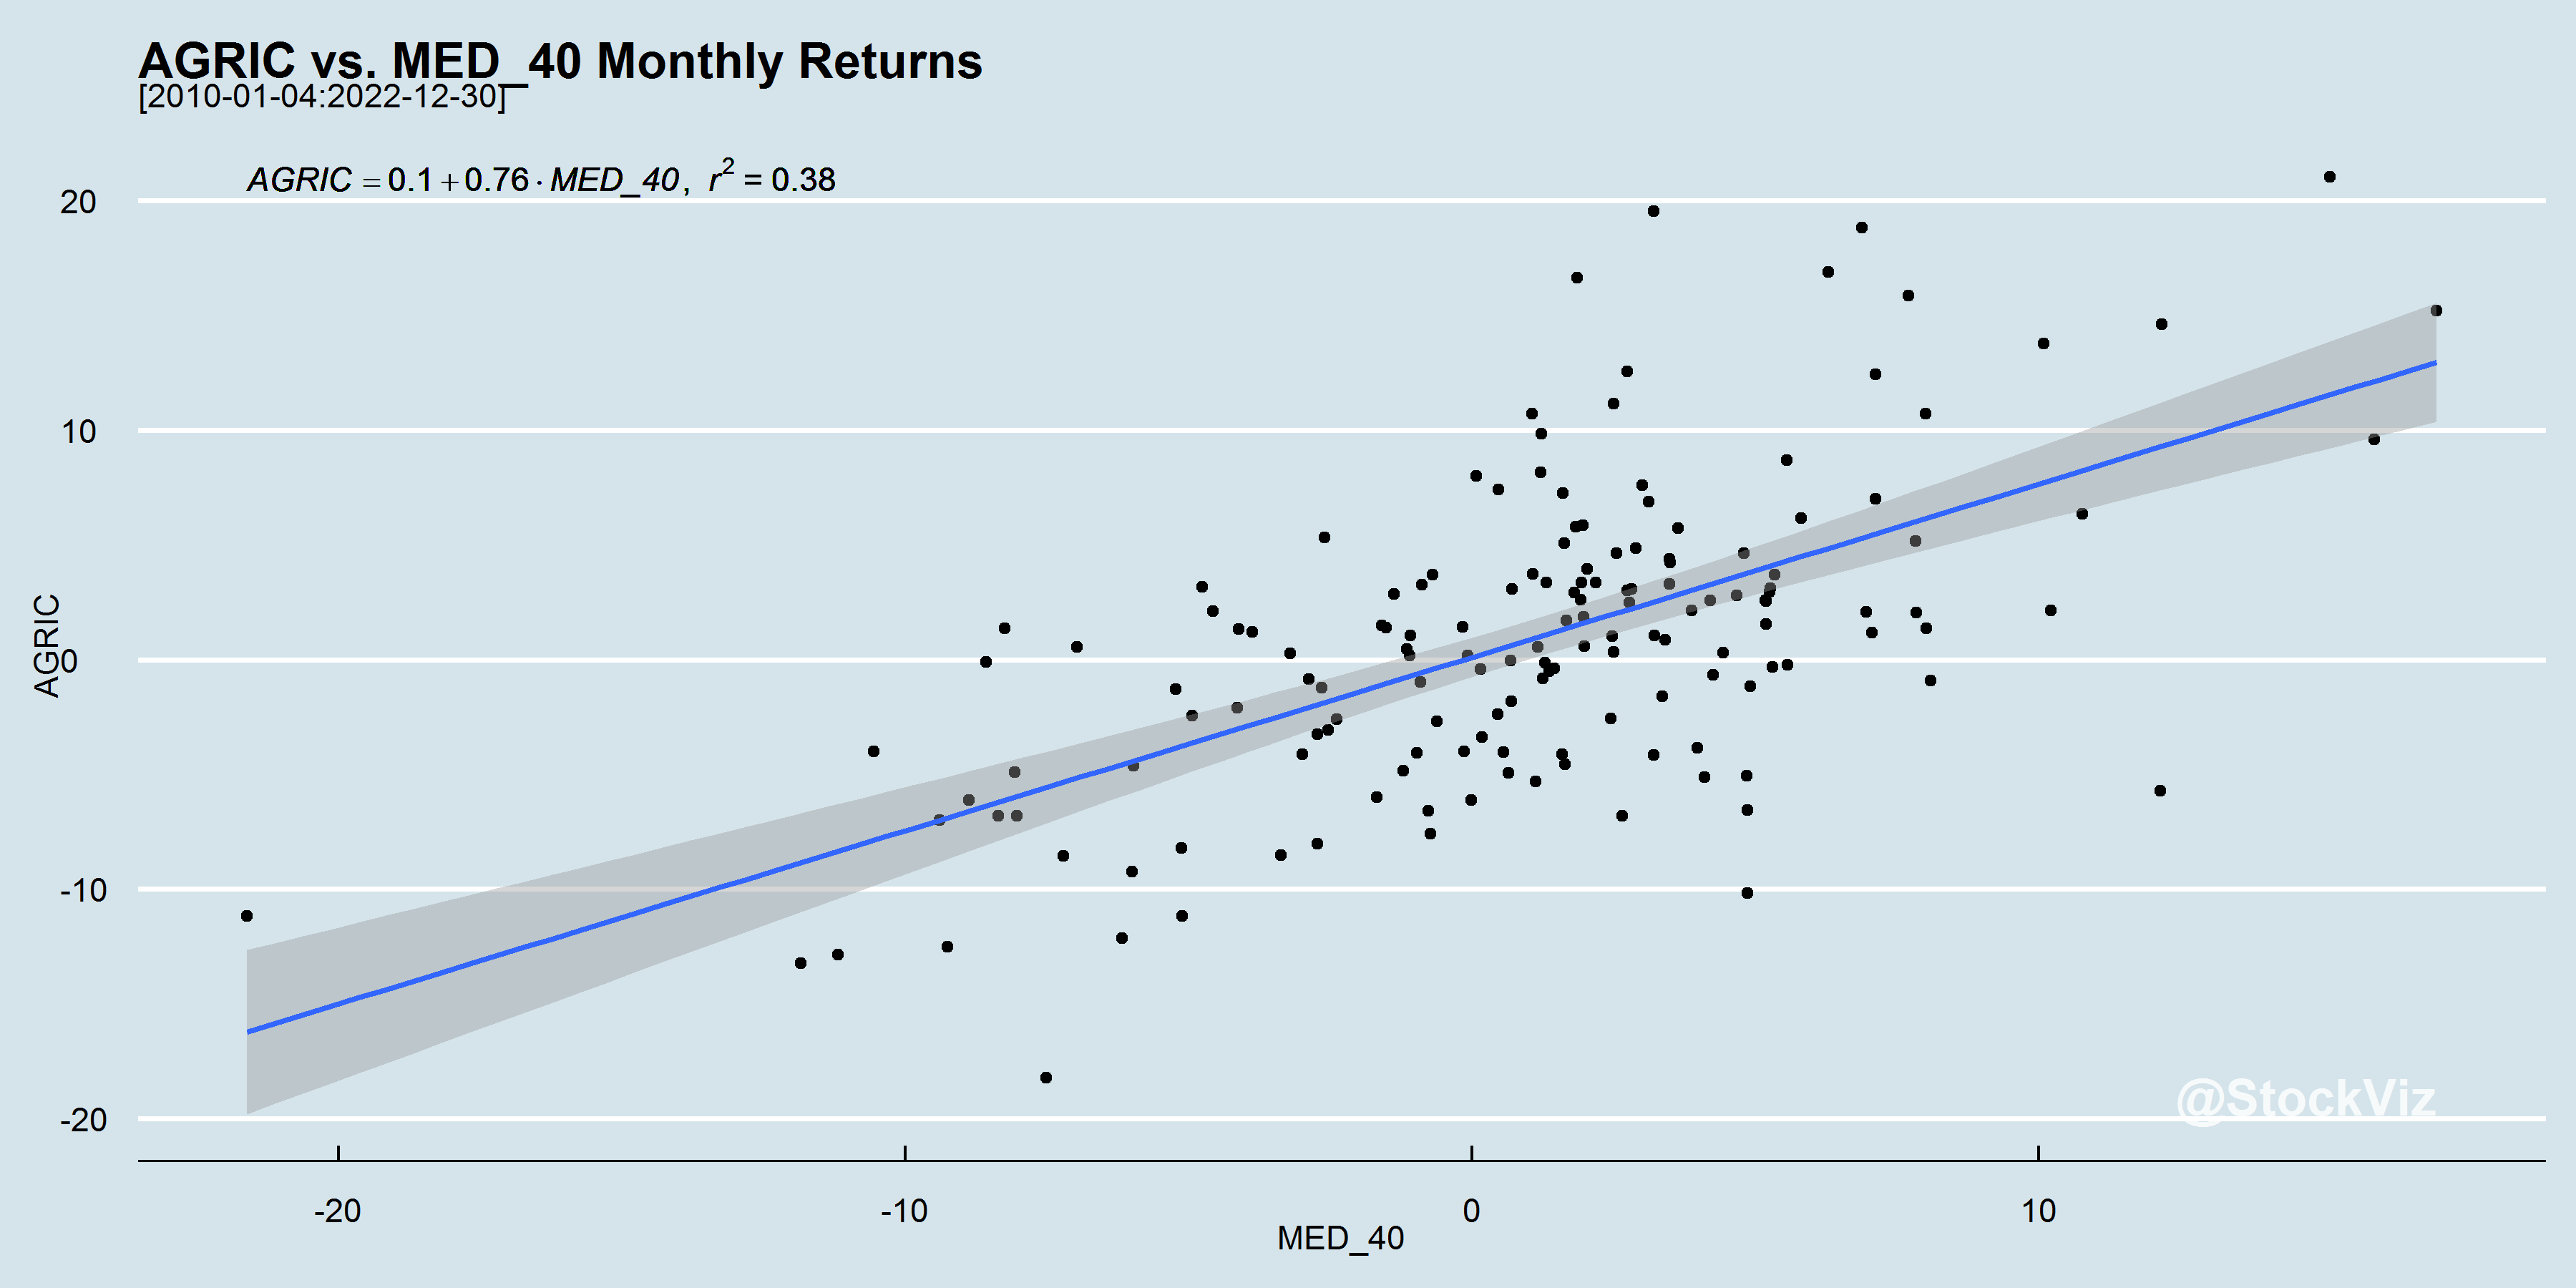 AGRIC vs. MED_40 Monthly Returns
[2010-01-04:2022-12-30]
AGRIC = 0.1 + 0.76 · MED_40, r² = 0.38
20
10
0
-10
-20
AGRIC
@StockViz
-20 -10 0 10
MED_40